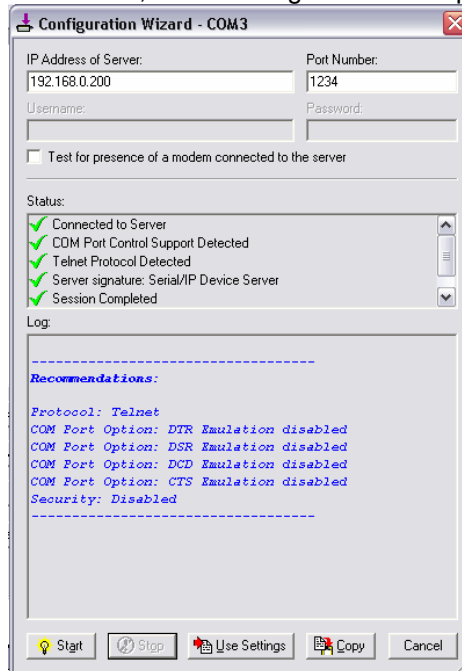 Configuration Wizard - COM3
IP Address of Server: Port Number:
192.168.0.200 1234
Username: Password:
Test for presence of a modem connected to the server
Status:
Connected to Server
COM Port Control Support Detected
Telnet Protocol Detected
Server signature: Serial/IP Device Server
Session Completed
Log:
----------------------------------
Recommendations:
Protocol: Telnet
COM Port Option: DTR Emulation disabled
COM Port Option: DSR Emulation disabled
COM Port Option: DCD Emulation disabled
COM Port Option: CTS Emulation disabled
Security: Disabled
----------------------------------
Start Stop Use Settings Copy Cancel